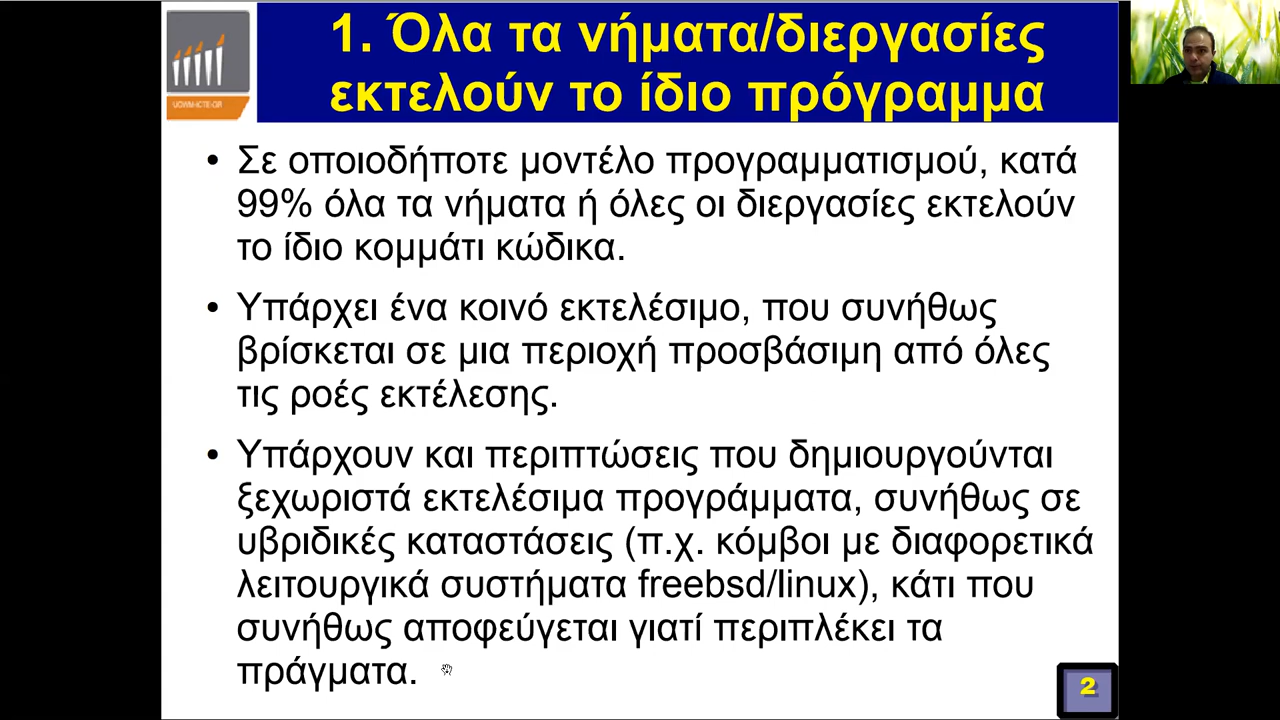 1. Όλα τα νήματα/διεργασίες
εκτελούν το ίδιο πρόγραμμα
UOWM-ICTE-GR
• Σε οποιοδήποτε μοντέλο προγραμματισμού, κατά
99% όλα τα νήματα ή όλες οι διεργασίες εκτελούν
το ίδιο κομμάτι κώδικα.
• Υπάρχει ένα κοινό εκτελέσιμο, που συνήθως
βρίσκεται σε μια περιοχή προσβάσιμη από όλες
τις ροές εκτέλεσης.
• Υπάρχουν και περιπτώσεις που δημιουργούνται
ξεχωριστά εκτελέσιμα προγράμματα, συνήθως σε
υβριδικές καταστάσεις (π.χ. κόμβοι με διαφορετικά
λειτουργικά συστήματα freebsd/linux), κάτι που
συνήθως αποφεύγεται γιατί περιπλέκει τα
πράγματα.
2